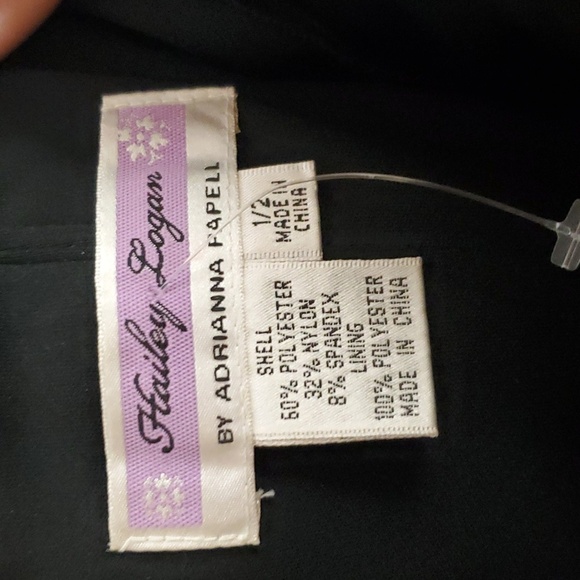 Hailey Logan
BY ADRIANNA PAPELL
1/2
MADE IN
CHINA
SHELL
60% POLYESTER
32% NYLON
8% SPANDEX
LINING
100% POLYESTER
MADE IN CHINA